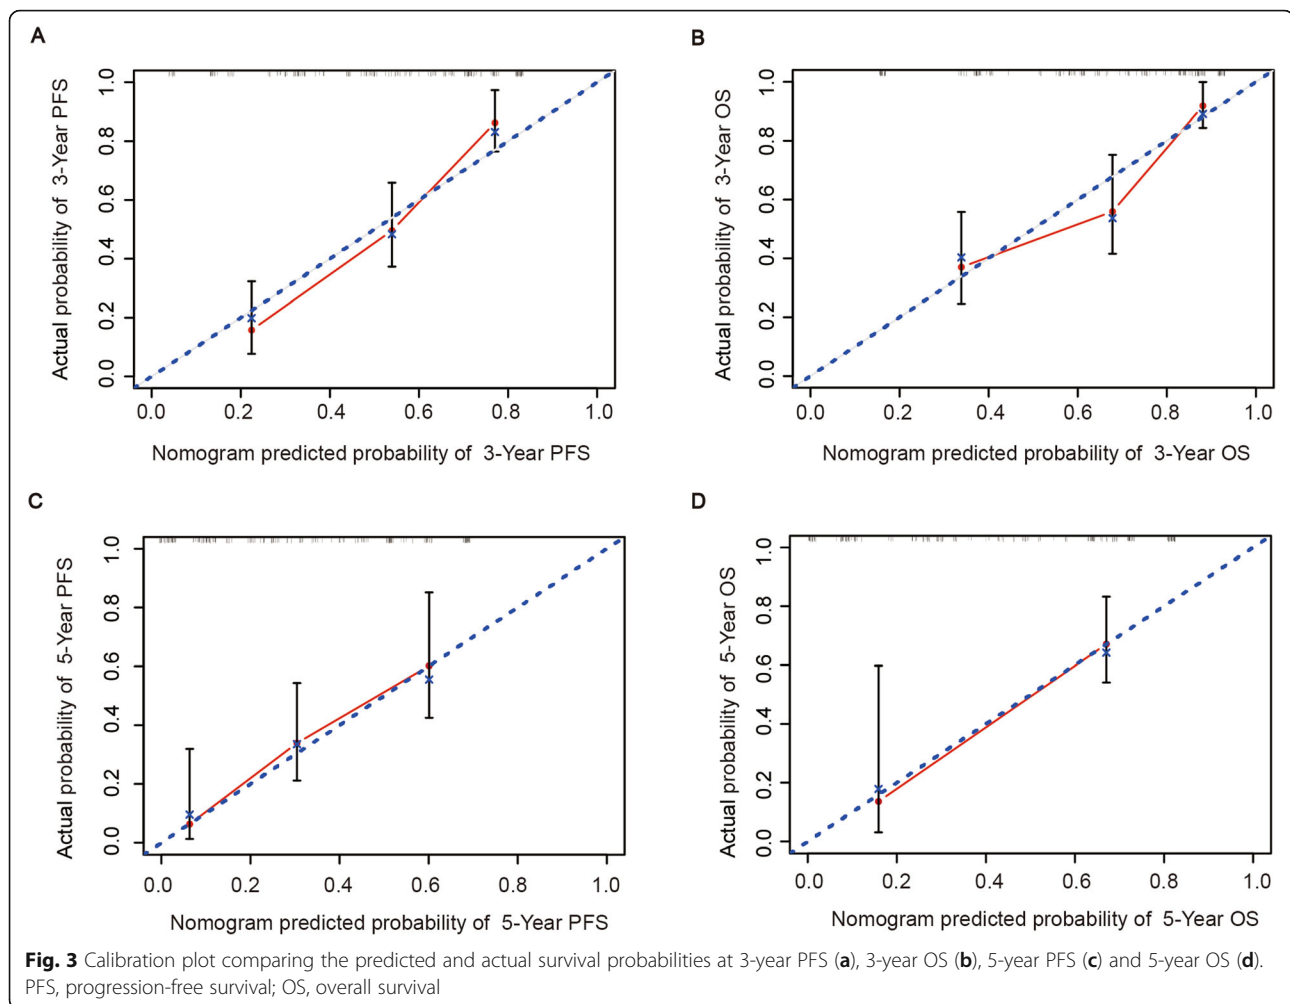 A
Actual probability of 3-Year PFS
0.0 0.2 0.4 0.6 0.8 1.0
0.0 0.2 0.4 0.6 0.8 1.0
Nomogram predicted probability of 3-Year PFS
B
Actual probability of 3-Year OS
0.0 0.2 0.4 0.6 0.8 1.0
0.0 0.2 0.4 0.6 0.8 1.0
Nomogram predicted probability of 3-Year OS
C
Actual probability of 5-Year PFS
0.0 0.2 0.4 0.6 0.8 1.0
0.0 0.2 0.4 0.6 0.8 1.0
Nomogram predicted probability of 5-Year PFS
D
Actual probability of 5-Year OS
0.0 0.2 0.4 0.6 0.8 1.0
0.0 0.2 0.4 0.6 0.8 1.0
Nomogram predicted probability of 5-Year OS
Fig. 3 Calibration plot comparing the predicted and actual survival probabilities at 3-year PFS (a), 3-year OS (b), 5-year PFS (c) and 5-year OS (d).
PFS, progression-free survival; OS, overall survival